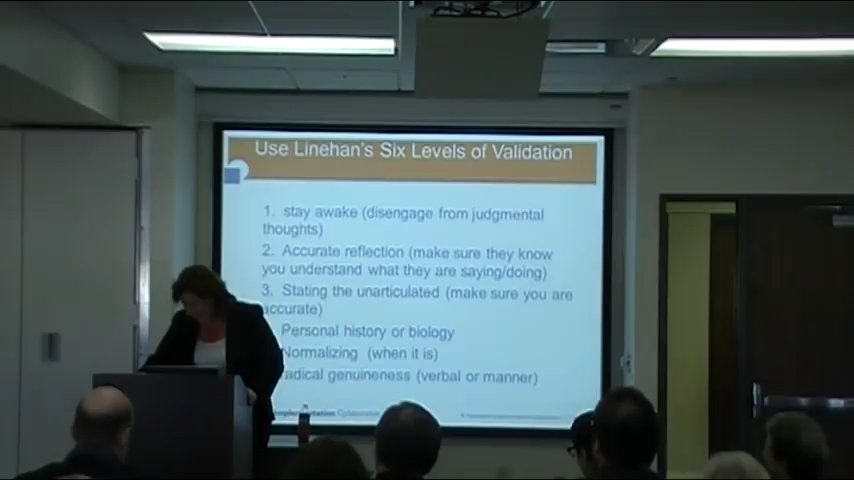 Use Linehan's Six Levels of Validation
1. stay awake (disengage from judgmental
thoughts)
2. Accurate reflection (make sure they know
you understand what they are saying/doing)
3. Stating the unarticulated (make sure you are
accurate)
Personal history or biology
Normalizing (when it is)
adical genuineness (verbal or manner)